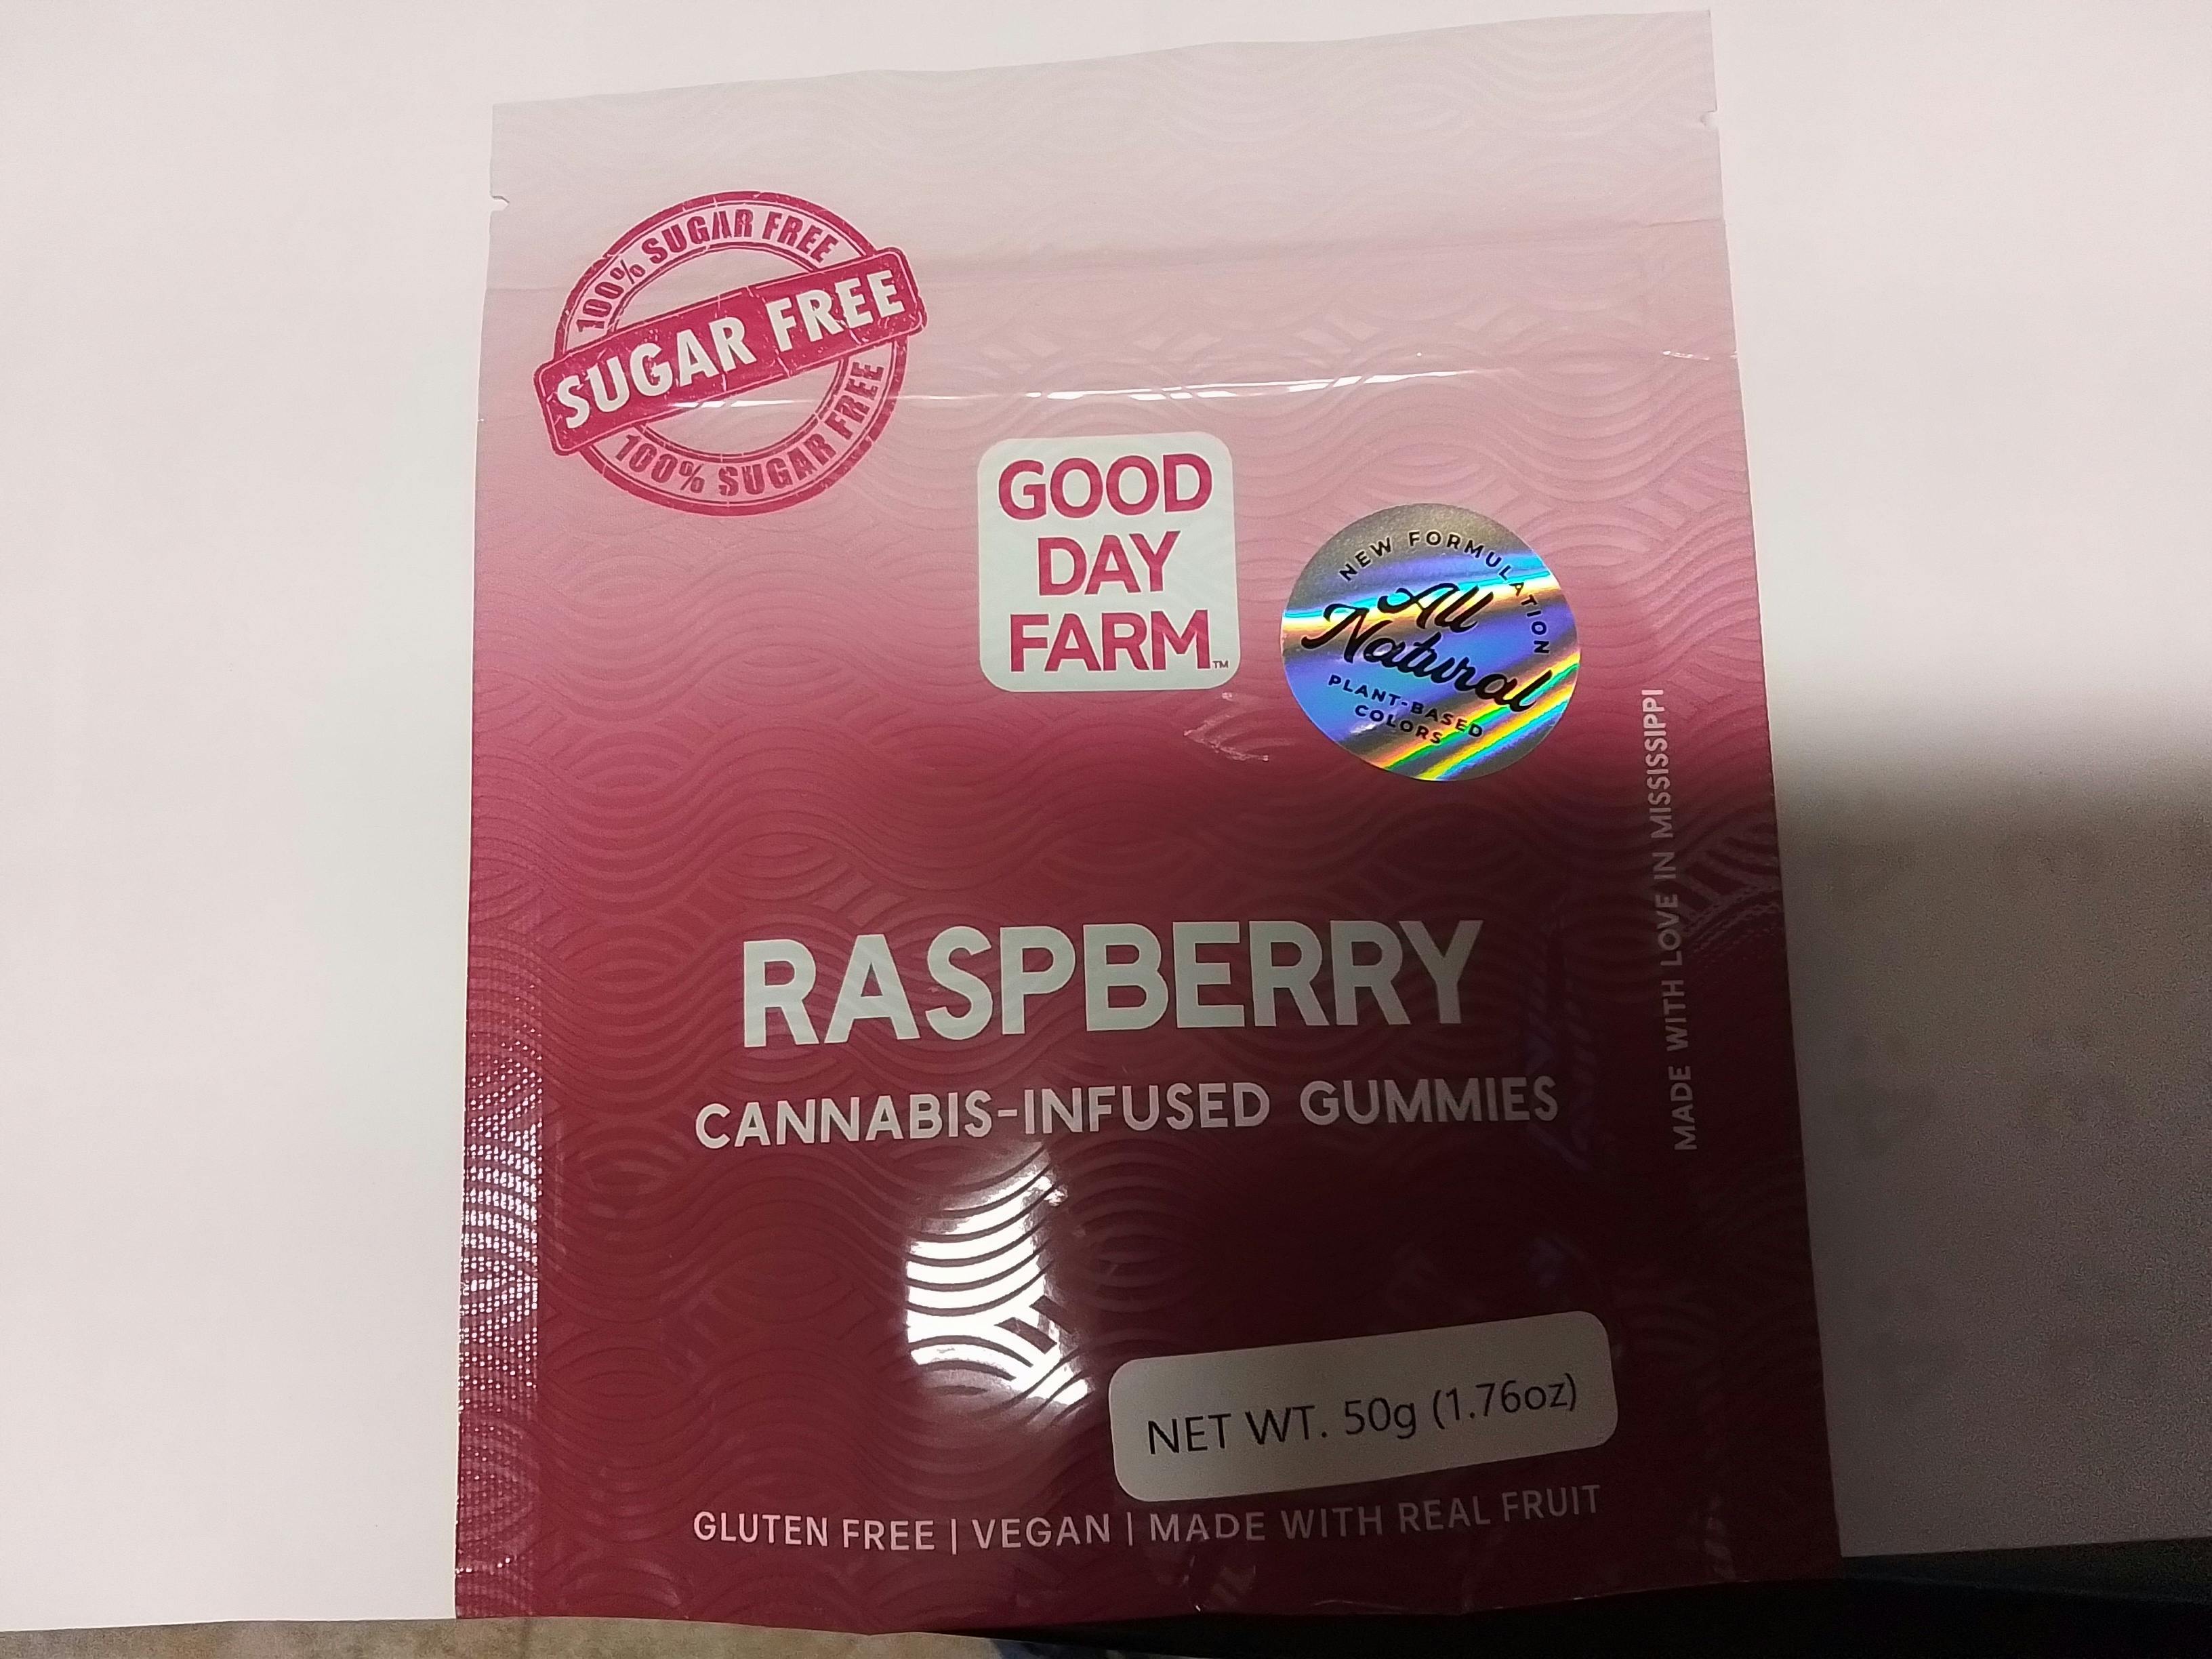 100% SUGAR FREE
SUGAR FREE
100% SUGAR FREE
GOOD
DAY
FARM™
NEW FORMULATION
All
Natural
PLANT-BASED
COLORS
MADE WITH LOVE IN MISSISSIPPI
RASPBERRY
CANNABIS-INFUSED GUMMIES
NET WT. 50g (1.76oz)
GLUTEN FREE | VEGAN | MADE WITH REAL FRUIT